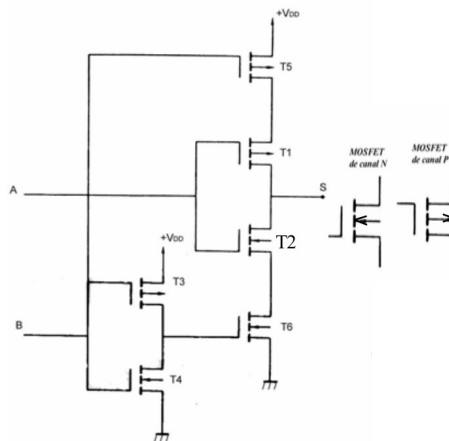 +VDD
T5
T1
A
S
MOSFET
de canal N
MOSFET
de canal P
T2
+VDD
T3
B
T6
T4